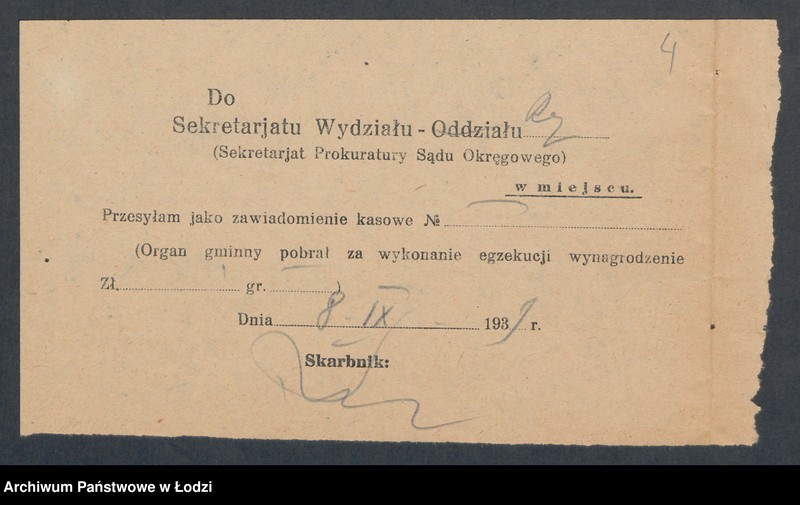 4
Do
Sekretarjatu Wydziału - Oddziału
(Sekretarjat Prokuratury Sądu Okręgowego)
w miejscu.
Przesyłam jako zawiadomienie kasowe №
(Organ gminny pobrał za wykonanie egzekucji wynagrodzenie
Zł. gr. )
Dnia 8 - IX - 193 r.
Skarbnik:
Archiwum Państwowe w Łodzi